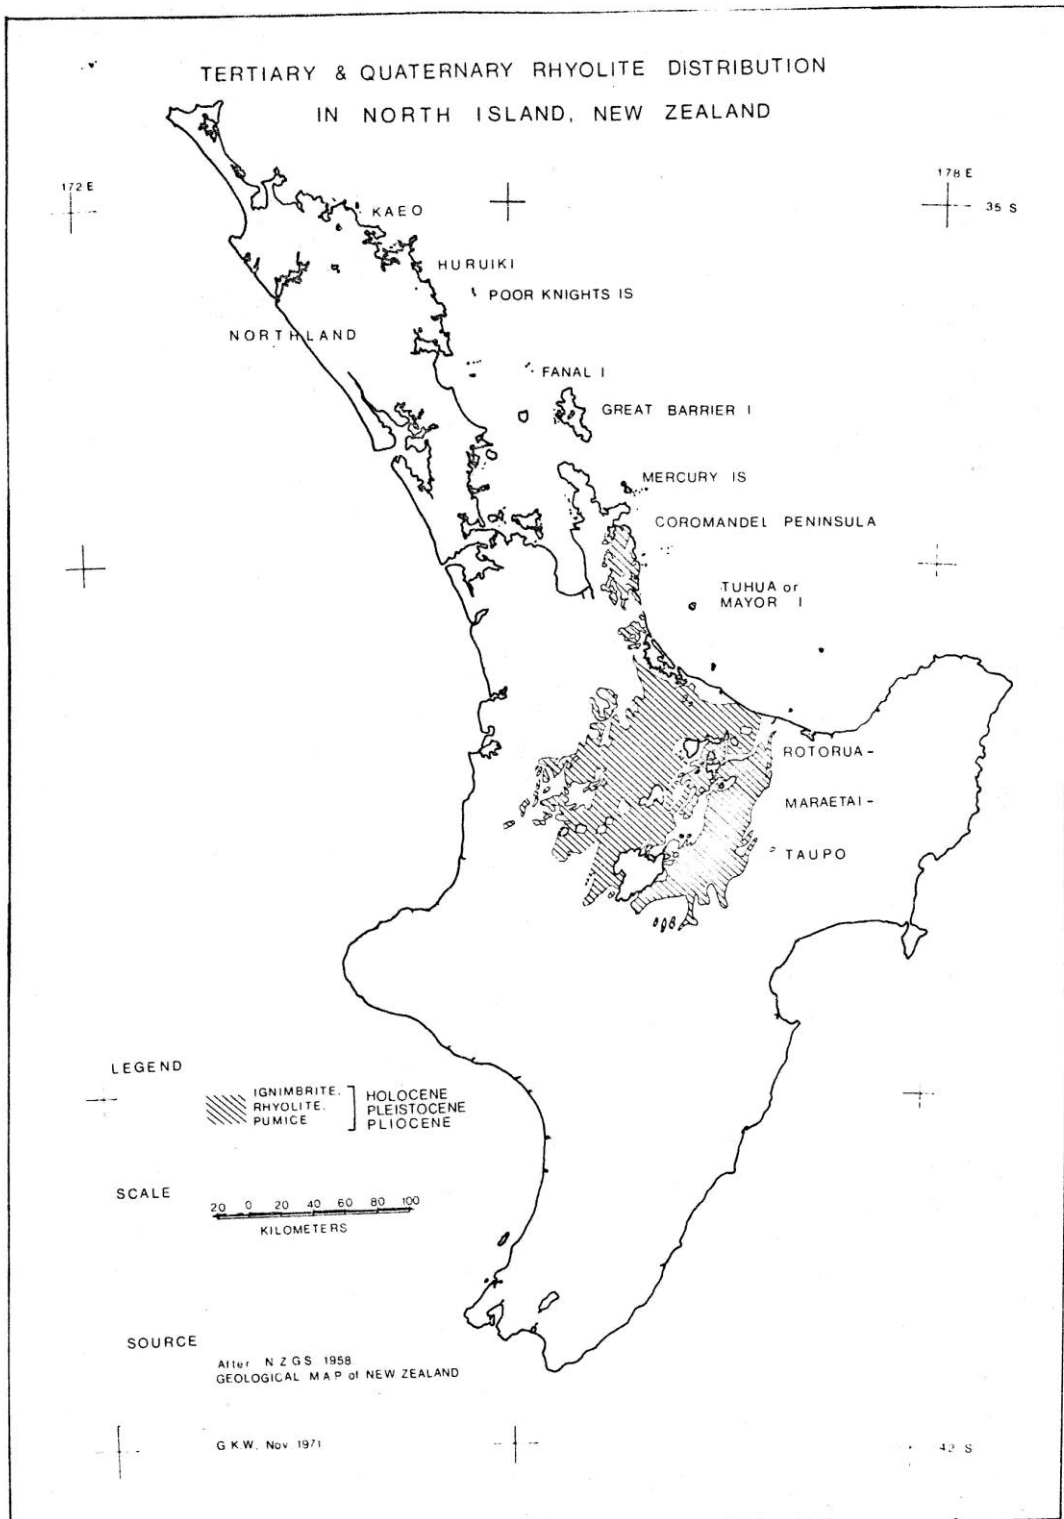 TERTIARY & QUATERNARY RHYOLITE DISTRIBUTION
IN NORTH ISLAND, NEW ZEALAND
172 E
178 E
35 S
KAEO
HURUIKI
POOR KNIGHTS IS
NORTHLAND
FANAL I
GREAT BARRIER I
MERCURY IS
COROMANDEL PENINSULA
TUHUA or
MAYOR I
ROTORUA -
MARAETAI -
TAUPO
LEGEND
IGNIMBRITE.
RHYOLITE.
PUMICE
HOLOCENE
PLEISTOCENE
PLIOCENE
SCALE
20 0 20 40 60 80 100
KILOMETERS
SOURCE
After N Z G S 1958
GEOLOGICAL MAP of NEW ZEALAND
G K.W. Nov 1971
42 S